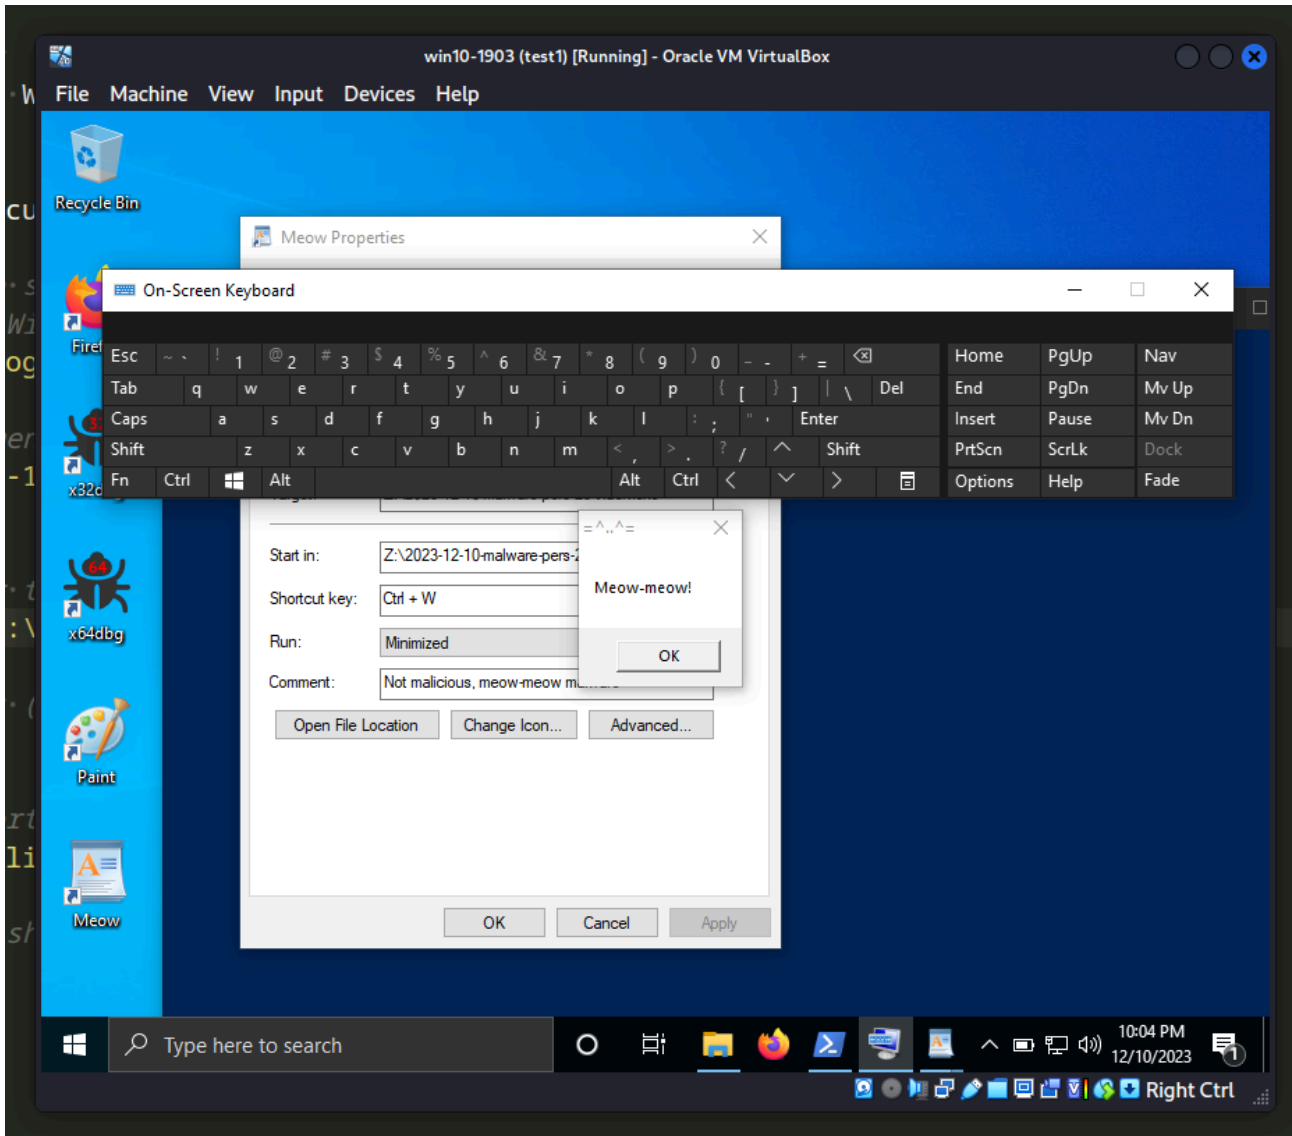 win10-1903 (test1) [Running] - Oracle VM VirtualBox
File Machine View Input Devices Help
Recycle Bin
Meow Properties
On-Screen Keyboard
Esc ~ ` ! 1 @ 2 # 3 $ 4 % 5 ^ 6 & 7 * 8 ( 9 ) 0 _ - + = Home PgUp Nav
Tab q w e r t y u i o p { [ } ] | \ Del End PgDn Mv Up
Caps a s d f g h j k l : ; " ' Enter Insert Pause Mv Dn
Shift z x c v b n m < , > . ? / Shift PrtScn ScrLk Dock
Fn Ctrl Alt Alt Ctrl Options Help Fade
=^..^=
Start in: Z:\2023-12-10-malware-pers-2
Meow-meow!
Shortcut key: Ctrl + W
Run: Minimized
OK
Comment: Not malicious, meow-meow
Open File Location Change Icon... Advanced...
64
x64dbg
Paint
A
Meow
OK Cancel Apply
Type here to search
10:04 PM
12/10/2023
1
Right Ctrl